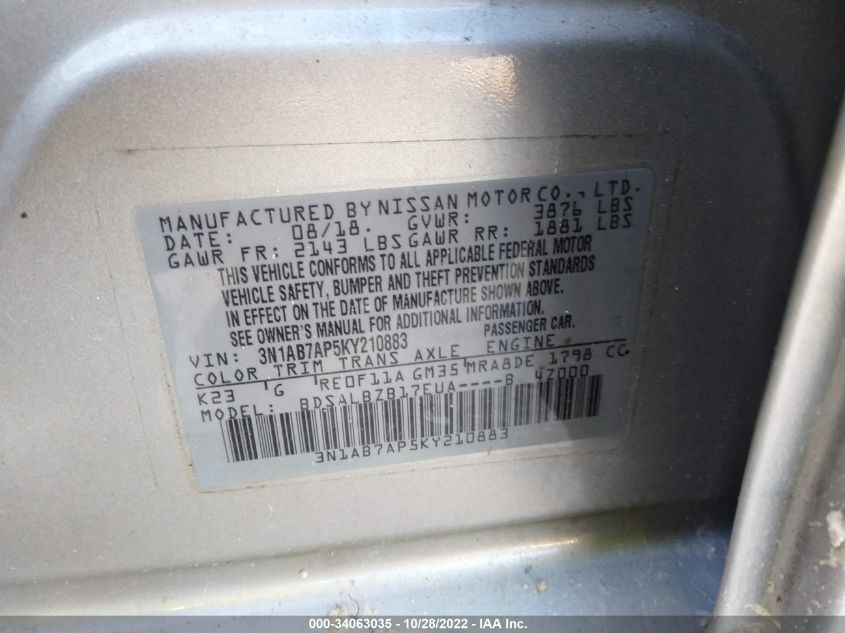 MANUFACTURED BY NISSAN MOTOR CO., LTD.
DATE: 08/18. GVWR: 3876 LBS
GAWR FR: 2143 LBS GAWR RR: 1881 LBS
THIS VEHICLE CONFORMS TO ALL APPLICABLE FEDERAL MOTOR
VEHICLE SAFETY, BUMPER AND THEFT PREVENTION STANDARDS
IN EFFECT ON THE DATE OF MANUFACTURE SHOWN ABOVE.
SEE OWNER'S MANUAL FOR ADDITIONAL INFORMATION.
VIN: 3N1AB7AP5KY210883 PASSENGER CAR.
COLOR TRIM TRANS AXLE ENGINE
K23 G RE0F11A GM35 MRA8DE 1798 CC
MODEL: BDSALBZB17EUA----B 47000
3N1AB7AP5KY210883
000-34063035 - 10/28/2022 - IAA Inc.